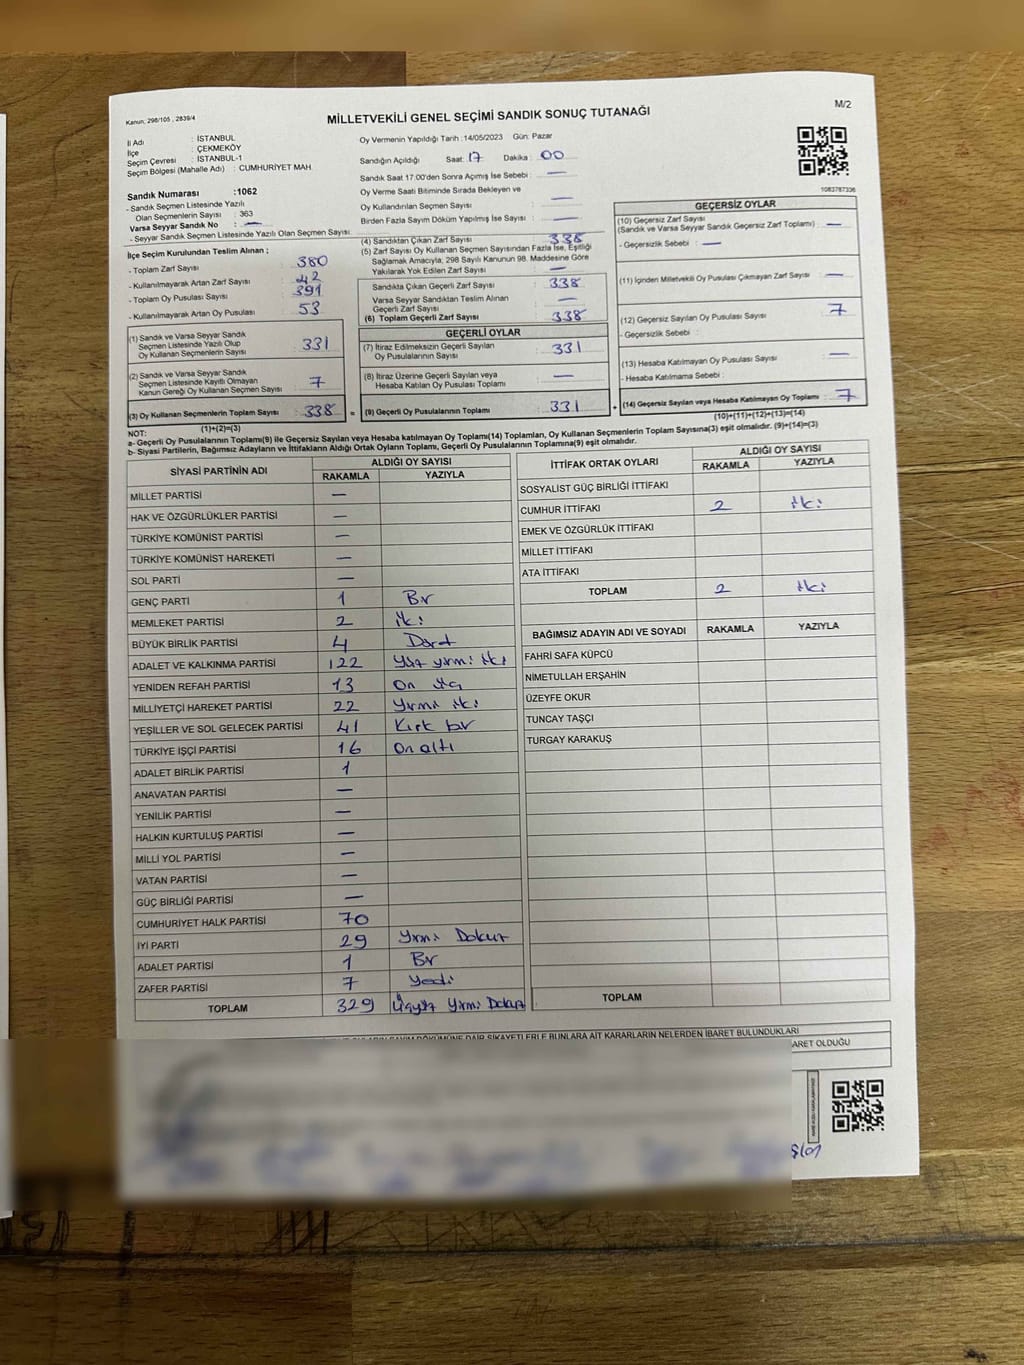 Kanun: 298/105 , 2839/4
MİLLETVEKİLİ GENEL SEÇİMİ SANDIK SONUÇ TUTANAĞI
M/2
İl Adı : İSTANBUL
İlçe : ÇEKMEKÖY
Seçim Çevresi : İSTANBUL-1
Seçim Bölgesi (Mahalle Adı) : CUMHURİYET MAH
Sandık Numarası :1062
- Sandık Seçmen Listesinde Yazılı
Olan Seçmenlerin Sayısı : 363
Varsa Seyyar Sandık No : —
- Seyyar Sandık Seçmen Listesinde Yazılı Olan Seçmen Sayısı:
Oy Vermenin Yapıldığı Tarih :14/05/2023 Gün: Pazar
Sandığın Açıldığı Saat: 17 Dakika : 00
Sandık Saat 17.00'den Sonra Açımış İse Sebebi : —
Oy Verme Saati Bitiminde Sırada Bekleyen ve
Oy Kullandırılan Seçmen Sayısı : —
Birden Fazla Sayım Döküm Yapılmış İse Sayısı : —
1083787336
İlçe Seçim Kurulundan Teslim Alınan ;
- Toplam Zarf Sayısı : 380
- Kullanılmayarak Artan Zarf Sayısı : 42
- Toplam Oy Pusulası Sayısı : 391
- Kullanılmayarak Artan Oy Pusulası : 53
(1) Sandık ve Varsa Seyyar Sandık
Seçmen Listesinde Yazılı Olup
Oy Kullanan Seçmenlerin Sayısı : 331
(2) Sandık ve Varsa Seyyar Sandık
Seçmen Listesinde Kayıtlı Olmayan
Kanun Gereği Oy Kullanan Seçmen Sayısı : 7
(3) Oy Kullanan Seçmenlerin Toplam Sayısı : 338 =
(1)+(2)=(3)
(4) Sandıktan Çıkan Zarf Sayısı : 338
(5) Zarf Sayısı Oy Kullanan Seçmen Sayısından Fazla İse, Eşitliği
Sağlamak Amacıyla; 298 Sayılı Kanunun 98. Maddesine Göre
Yakılarak Yok Edilen Zarf Sayısı : —
Sandıkta Çıkan Geçerli Zarf Sayısı : 338
Varsa Seyyar Sandıktan Teslim Alınan
Geçerli Zarf Sayısı : —
(6) Toplam Geçerli Zarf Sayısı : 338
GEÇERLİ OYLAR
(7) İtiraz Edilmeksizin Geçerli Sayılan
Oy Pusulalarının Sayısı : 331
(8) İtiraz Üzerine Geçerli Sayılan veya
Hesaba Katılan Oy Pusulası Toplamı : —
(9) Geçerli Oy Pusulalarının Toplamı : 331 +
GEÇERSİZ OYLAR
(10) Geçersiz Zarf Sayısı
(Sandık ve Varsa Seyyar Sandık Geçersiz Zarf Toplamı) : —
- Geçersizlik Sebebi : —
(11) İçinden Milletvekili Oy Pusulası Çıkmayan Zarf Sayısı : —
(12) Geçersiz Sayılan Oy Pusulası Sayısı : 7
- Geçersizlik Sebebi :
(13) Hesaba Katılmayan Oy Pusulası Sayısı : —
- Hesaba Katılmama Sebebi :
(14) Geçersiz Sayılan veya Hesaba Katılmayan Oy Toplamı : 7
(10)+(11)+(12)+(13)=(14)
NOT:
a- Geçerli Oy Pusulalarının Toplamı(9) ile Geçersiz Sayılan veya Hesaba katılmayan Oy Toplamı(14) Toplamları, Oy Kullanan Seçmenlerin Toplam Sayısına(3) eşit olmalıdır. (9)+(14)=(3)
b- Siyasi Partilerin, Bağımsız Adayların ve İttifakların Aldığı Ortak Oyların Toplamı, Geçerli Oy Pusulalarının Toplamına(9) eşit olmalıdır.
SİYASİ PARTİNİN ADI ALDIĞI OY SAYISI
RAKAMLA YAZIYLA
MİLLET PARTİSİ —
HAK VE ÖZGÜRLÜKLER PARTİSİ —
TÜRKİYE KOMÜNİST PARTİSİ —
TÜRKİYE KOMÜNİST HAREKETİ —
SOL PARTİ —
GENÇ PARTİ 1 Bır
MEMLEKET PARTİSİ 2 iki
BÜYÜK BİRLİK PARTİSİ 4 Dört
ADALET VE KALKINMA PARTİSİ 122 Yüz yirmi iki
YENİDEN REFAH PARTİSİ 13 On üç
MİLLİYETÇİ HAREKET PARTİSİ 22 Yirmi iki
YEŞİLLER VE SOL GELECEK PARTİSİ 41 Kırk bır
TÜRKİYE İŞÇİ PARTİSİ 16 On altı
ADALET BİRLİK PARTİSİ 1
ANAVATAN PARTİSİ —
YENİLİK PARTİSİ —
HALKIN KURTULUŞ PARTİSİ —
MİLLİ YOL PARTİSİ —
VATAN PARTİSİ —
GÜÇ BİRLİĞİ PARTİSİ —
CUMHURİYET HALK PARTİSİ 70
İYİ PARTİ 29 Yirmi Dokuz
ADALET PARTİSİ 1 Bır
ZAFER PARTİSİ 7 Yedi
TOPLAM 329 Üçyüz Yirmi Dokuz
İTTİFAK ORTAK OYLARI ALDIĞI OY SAYISI
RAKAMLA YAZIYLA
SOSYALİST GÜÇ BİRLİĞİ İTTİFAKI
CUMHUR İTTİFAKI 2 iki
EMEK VE ÖZGÜRLÜK İTTİFAKI
MİLLET İTTİFAKI
ATA İTTİFAKI
TOPLAM 2 iki
BAĞIMSIZ ADAYIN ADI VE SOYADI RAKAMLA YAZIYLA
FAHRİ SAFA KÜPCÜ
NİMETULLAH ERŞAHİN
ÜZEYFE OKUR
TUNCAY TAŞÇI
TURGAY KARAKUŞ
TOPLAM
DÖKÜMÜNE DAİR ŞİKAYETLERLE BUNLARA AİT KARARLARIN NELERDEN İBARET BULUNDUKLARI
BARET OLDUĞU